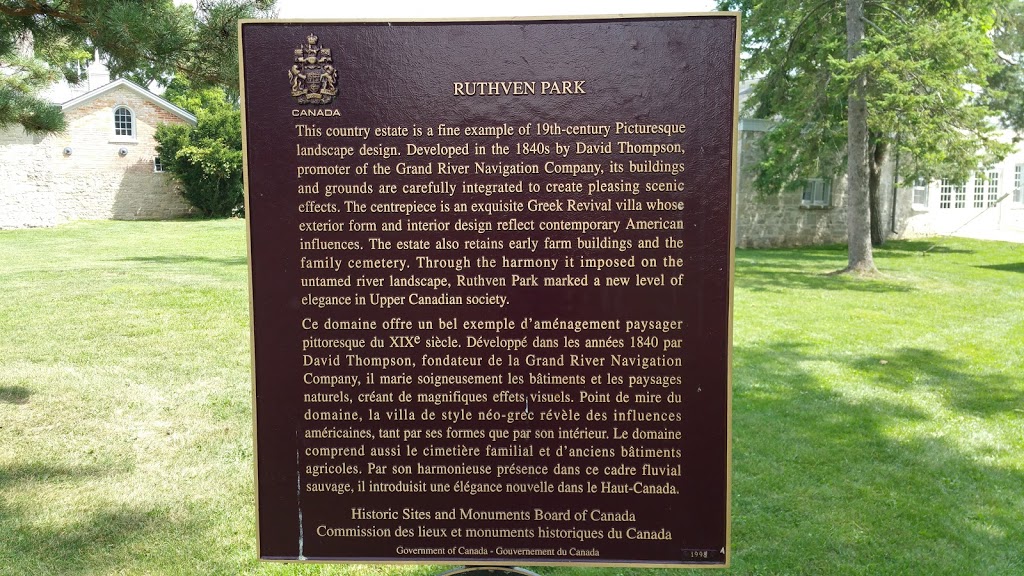 CANADA
RUTHVEN PARK
This country estate is a fine example of 19th-century Picturesque
landscape design. Developed in the 1840s by David Thompson,
promoter of the Grand River Navigation Company, its buildings
and grounds are carefully integrated to create pleasing scenic
effects. The centrepiece is an exquisite Greek Revival villa whose
exterior form and interior design reflect contemporary American
influences. The estate also retains early farm buildings and the
family cemetery. Through the harmony it imposed on the
untamed river landscape, Ruthven Park marked a new level of
elegance in Upper Canadian society.
Ce domaine offre un bel exemple d'aménagement paysager
pittoresque du XIXe siècle. Développé dans les années 1840 par
David Thompson, fondateur de la Grand River Navigation
Company, il marie soigneusement les bâtiments et les paysages
naturels, créant de magnifiques effets visuels. Point de mire du
domaine, la villa de style néo-grec révèle des influences
américaines, tant par ses formes que par son intérieur. Le domaine
comprend aussi le cimetière familial et d'anciens bâtiments
agricoles. Par son harmonieuse présence dans ce cadre fluvial
sauvage, il introduisit une élégance nouvelle dans le Haut-Canada.
Historic Sites and Monuments Board of Canada
Commission des lieux et monuments historiques du Canada
Government of Canada - Gouvernement du Canada
1998